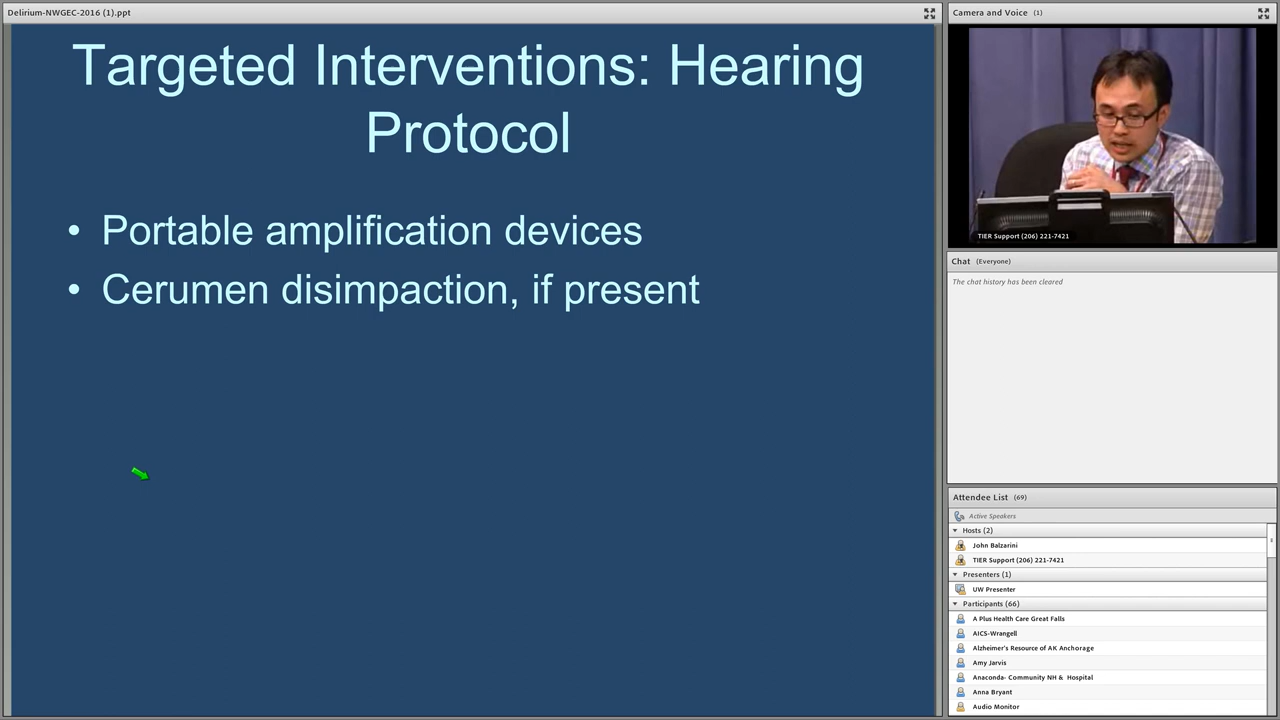 Delirium-NWGEC-2016 (1).ppt
Targeted Interventions: Hearing
Protocol
• Portable amplification devices
• Cerumen disimpaction, if present
Camera and Voice (1)
TIER Support (206) 221-7421
Chat (Everyone)
The chat history has been cleared
Attendee List (69)
Active Speakers
Hosts (2)
John Balzarini
TIER Support (206) 221-7421
Presenters (1)
UW Presenter
Participants (66)
A Plus Health Care Great Falls
AICS-Wrangell
Alzheimer's Resource of AK Anchorage
Amy Jarvis
Anaconda- Community NH & Hospital
Anna Bryant
Audio Monitor